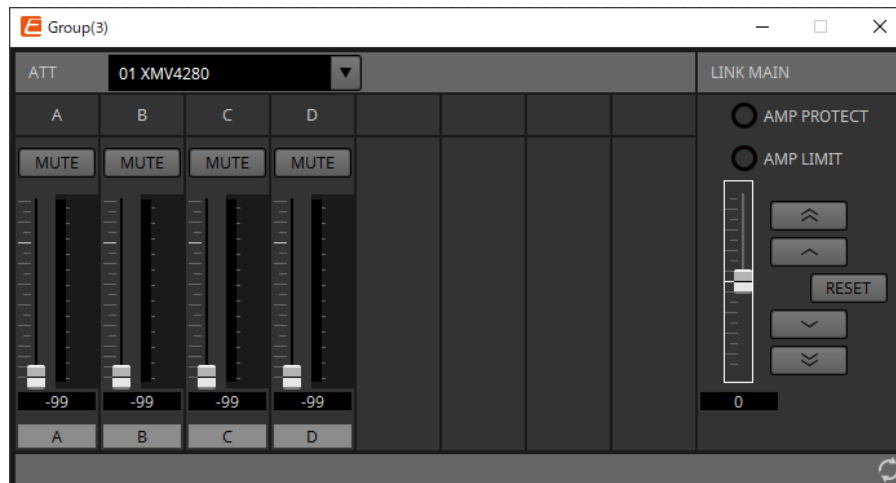 Group(3)
ATT 01 XMV4280 LINK MAIN
A B C D AMP PROTECT
MUTE MUTE MUTE MUTE AMP LIMIT
RESET
-99 -99 -99 -99 0
A B C D